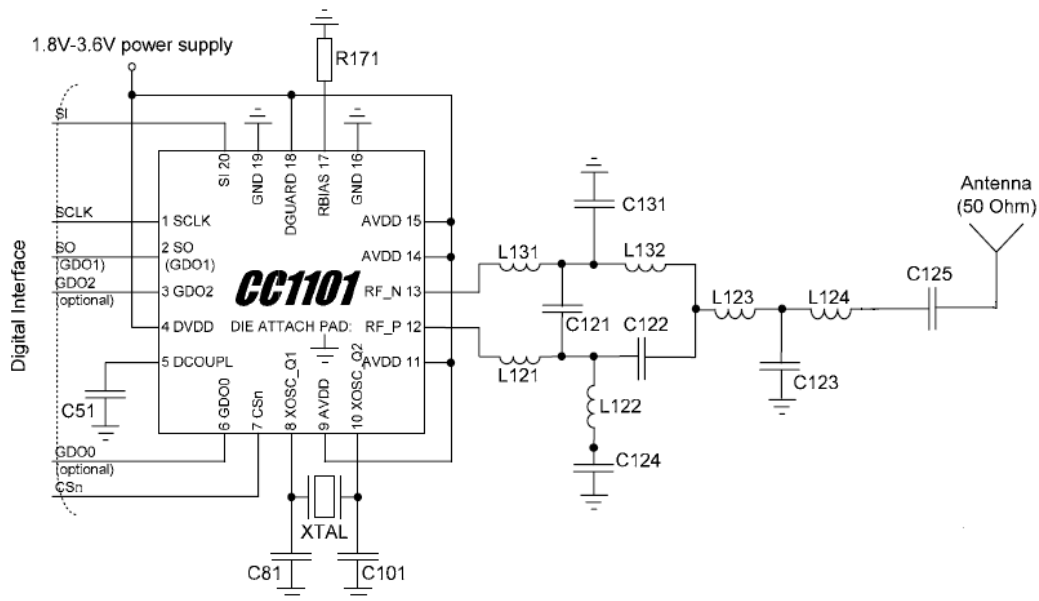 1.8V-3.6V power supply
R171
SI
SI 20
GND 19
DGUARD 18
RBIAS 17
GND 16
C131
Antenna
(50 Ohm)
SCLK
1 SCLK
AVDD 15
SO
(GDO1)
2 SO
(GDO1)
AVDD 14
L131
L132
C125
GDO2
(optional)
3 GDO2
CC1101
RF_N 13
L123
L124
Digital Interface
4 DVDD
DIE ATTACH PAD:
RF_P 12
C121
C122
5 DCOUPL
AVDD 11
L121
C123
C51
6 GDO0
7 CSn
8 XOSC_Q1
9 AVDD
10 XOSC_Q2
L122
GDO0
(optional)
C124
CSn
XTAL
C81
C101